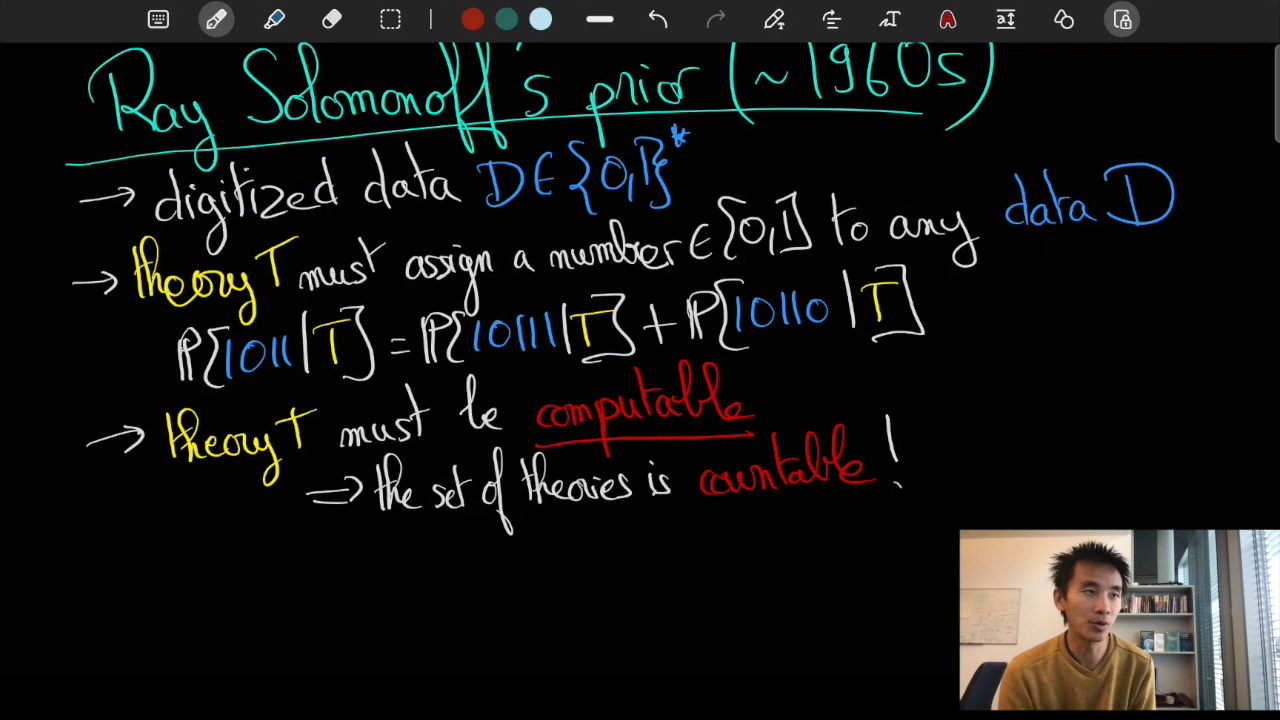 Ray Solomonoff's prior (~1960s)
→ digitized data D∈{0,1}*
→ theory T must assign a number ∈ [0,1] to any data D
ℙ[1011|T] = ℙ[10111|T] + ℙ[10110|T]
→ theory T must be computable
⇒ the set of theories is countable!